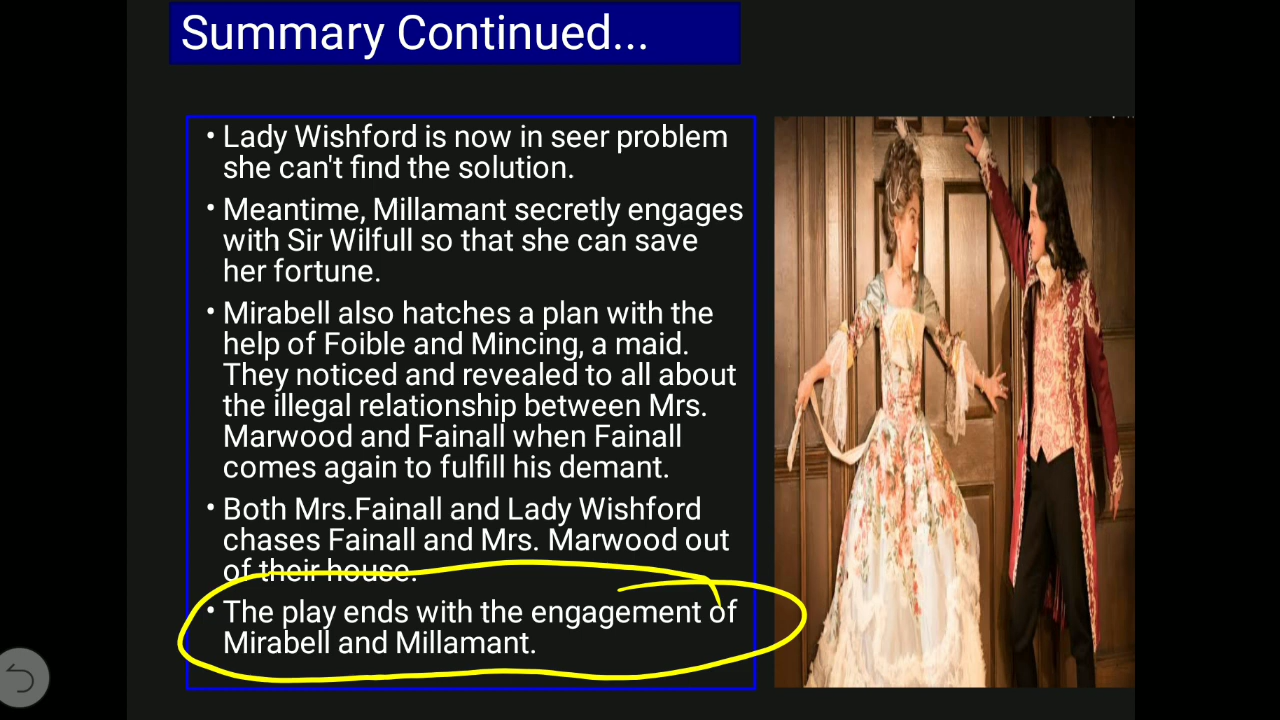 Summary Continued...
• Lady Wishford is now in seer problem
she can't find the solution.
• Meantime, Millamant secretly engages
with Sir Wilfull so that she can save
her fortune.
• Mirabell also hatches a plan with the
help of Foible and Mincing, a maid.
They noticed and revealed to all about
the illegal relationship between Mrs.
Marwood and Fainall when Fainall
comes again to fulfill his demant.
• Both Mrs.Fainall and Lady Wishford
chases Fainall and Mrs. Marwood out
of their house.
• The play ends with the engagement of
Mirabell and Millamant.